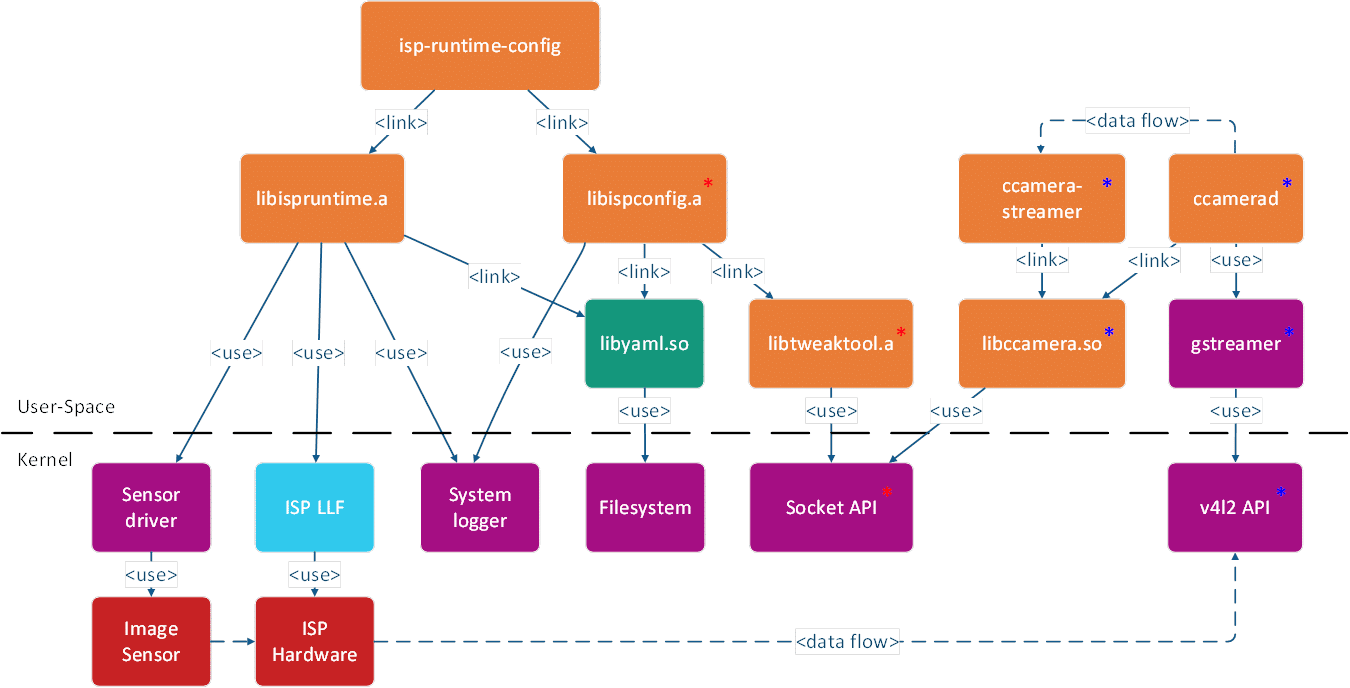 isp-runtime-config
<link>
<link>
<data flow>
libispruntime.a
libispconfig.a *
ccamera-
streamer *
ccamerad *
<link>
<link>
<link>
<link>
<link>
<use>
libyaml.so
libtweaktool.a *
libccamera.so *
gstreamer *
<use>
<use>
<use>
<use>
<use>
<use>
<use>
<use>
User-Space
Kernel
Sensor
driver
ISP LLF
System
logger
Filesystem
Socket API *
v4l2 API *
<use>
<use>
Image
Sensor
ISP
Hardware
<data flow>